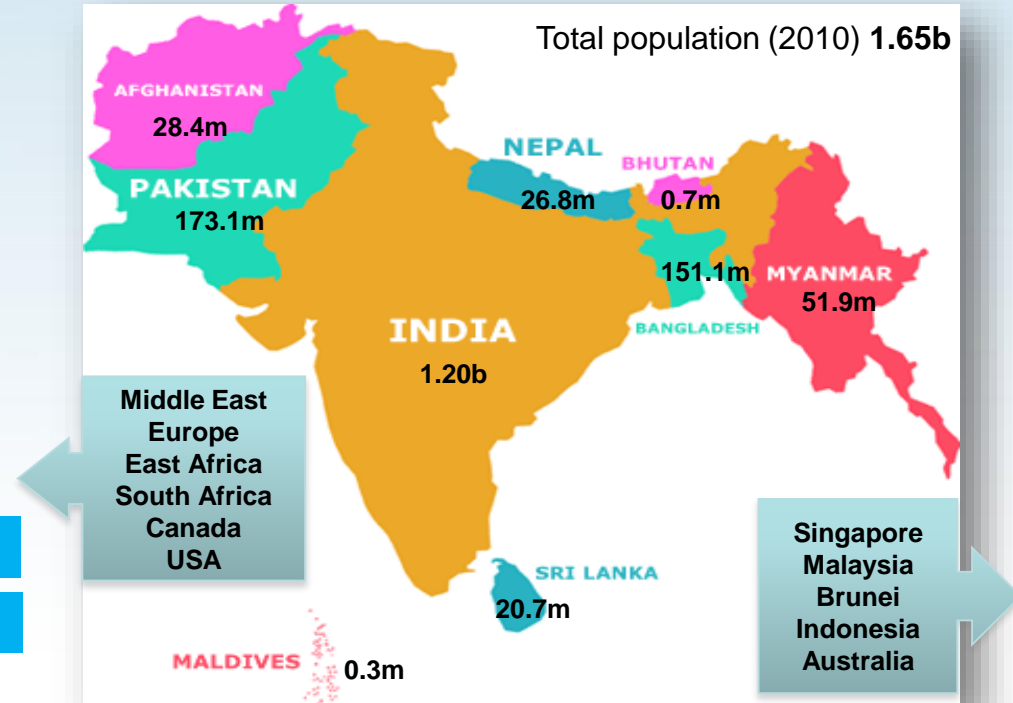 Total population (2010) 1.65b
AFGHANISTAN
28.4m
NEPAL
BHUTAN
PAKISTAN
26.8m
0.7m
173.1m
151.1m
MYANMAR
51.9m
INDIA
BANGLADESH
1.20b
Middle East
Europe
East Africa
South Africa
Canada
USA
Singapore
Malaysia
Brunei
Indonesia
Australia
SRI LANKA
20.7m
MALDIVES
0.3m